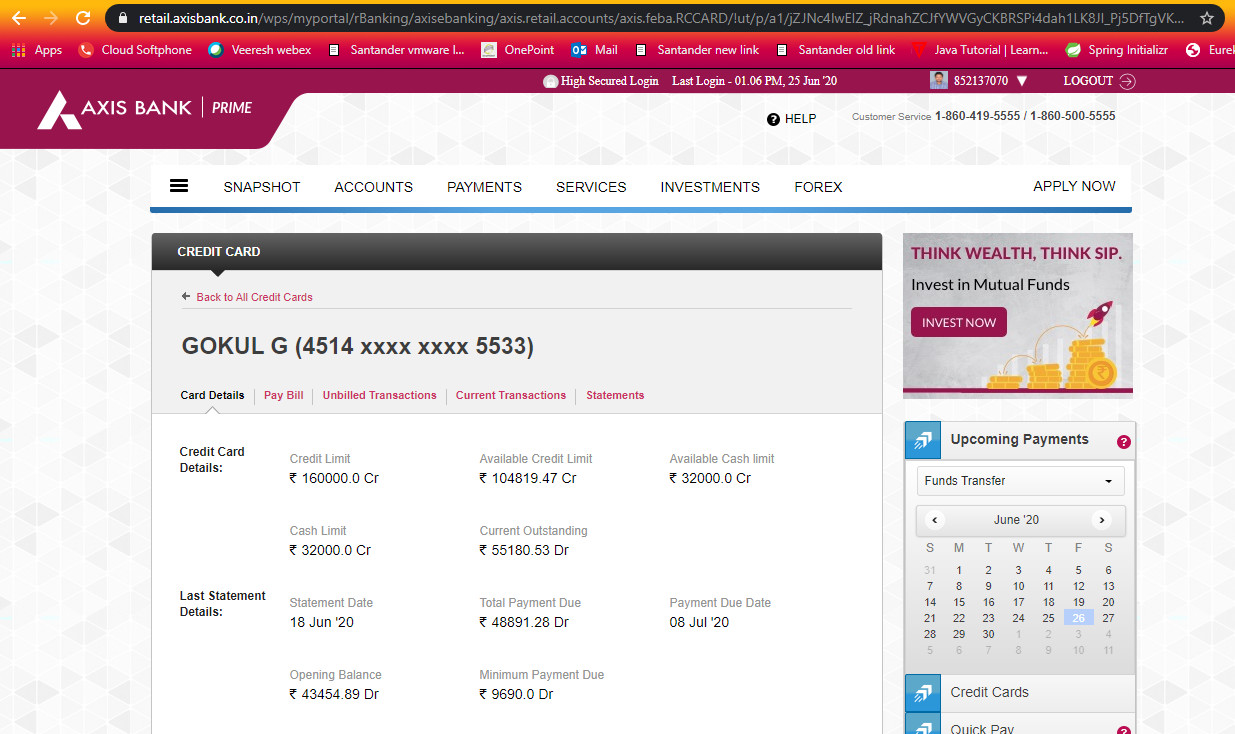 retail.axisbank.co.in/wps/myportal/rBanking/axisebanking/axis.retail.accounts/axis.feba.RCCARD/!ut/p/a1/
Apps Cloud Softphone Veeresh webex Santander vmware l... OnePoint Mail Santander new link Santander old link Java Tutorial | Learn... Spring Initializr
High Secured Login Last Login - 01.06 PM, 25 Jun '20 852137070 LOGOUT
AXIS BANK PRIME
HELP Customer Service 1-860-419-5555 / 1-860-500-5555
SNAPSHOT ACCOUNTS PAYMENTS SERVICES INVESTMENTS FOREX APPLY NOW
CREDIT CARD
Back to All Credit Cards
GOKUL G (4514 xxxx xxxx 5533)
Card Details Pay Bill Unbilled Transactions Current Transactions Statements
Credit Card
Details:
Credit Limit Available Credit Limit Available Cash limit
₹ 160000.0 Cr ₹ 104819.47 Cr ₹ 32000.0 Cr
Cash Limit Current Outstanding
₹ 32000.0 Cr ₹ 55180.53 Dr
Last Statement
Details:
Statement Date Total Payment Due Payment Due Date
18 Jun '20 ₹ 48891.28 Dr 08 Jul '20
Opening Balance Minimum Payment Due
₹ 43454.89 Dr ₹ 9690.0 Dr
THINK WEALTH, THINK SIP.
Invest in Mutual Funds
INVEST NOW
Upcoming Payments ?
Funds Transfer
June '20
S M T W T F S
31 1 2 3 4 5 6
7 8 9 10 11 12 13
14 15 16 17 18 19 20
21 22 23 24 25 26 27
28 29 30 1 2 3 4
5 6 7 8 9 10 11
Credit Cards
Quick Pay ?